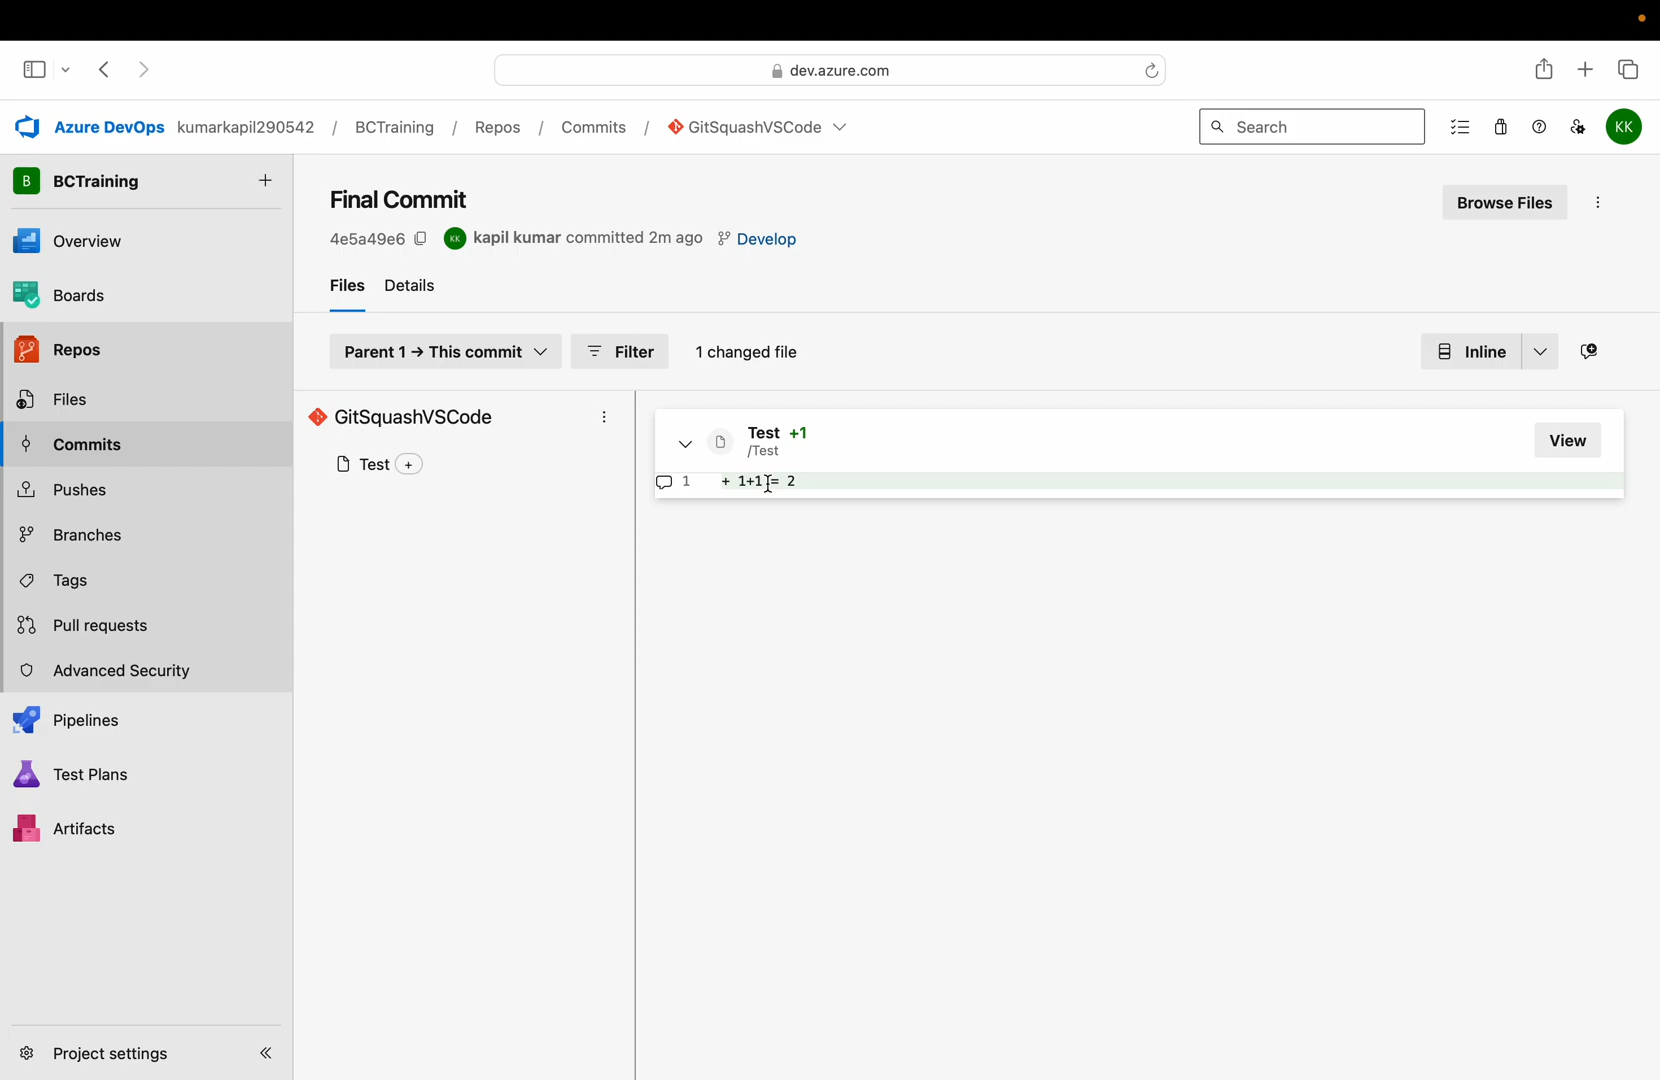 dev.azure.com
Azure DevOps kumarkapil290542 / BCTraining / Repos / Commits / GitSquashVSCode
Search
KK
B BCTraining
Overview
Boards
Repos
Files
Commits
Pushes
Branches
Tags
Pull requests
Advanced Security
Pipelines
Test Plans
Artifacts
Project settings
Final Commit
Browse Files
4e5a49e6 KK kapil kumar committed 2m ago Develop
Files Details
Parent 1 → This commit Filter 1 changed file
Inline
GitSquashVSCode
Test +
Test +1
/Test
View
1 + 1+1 = 2